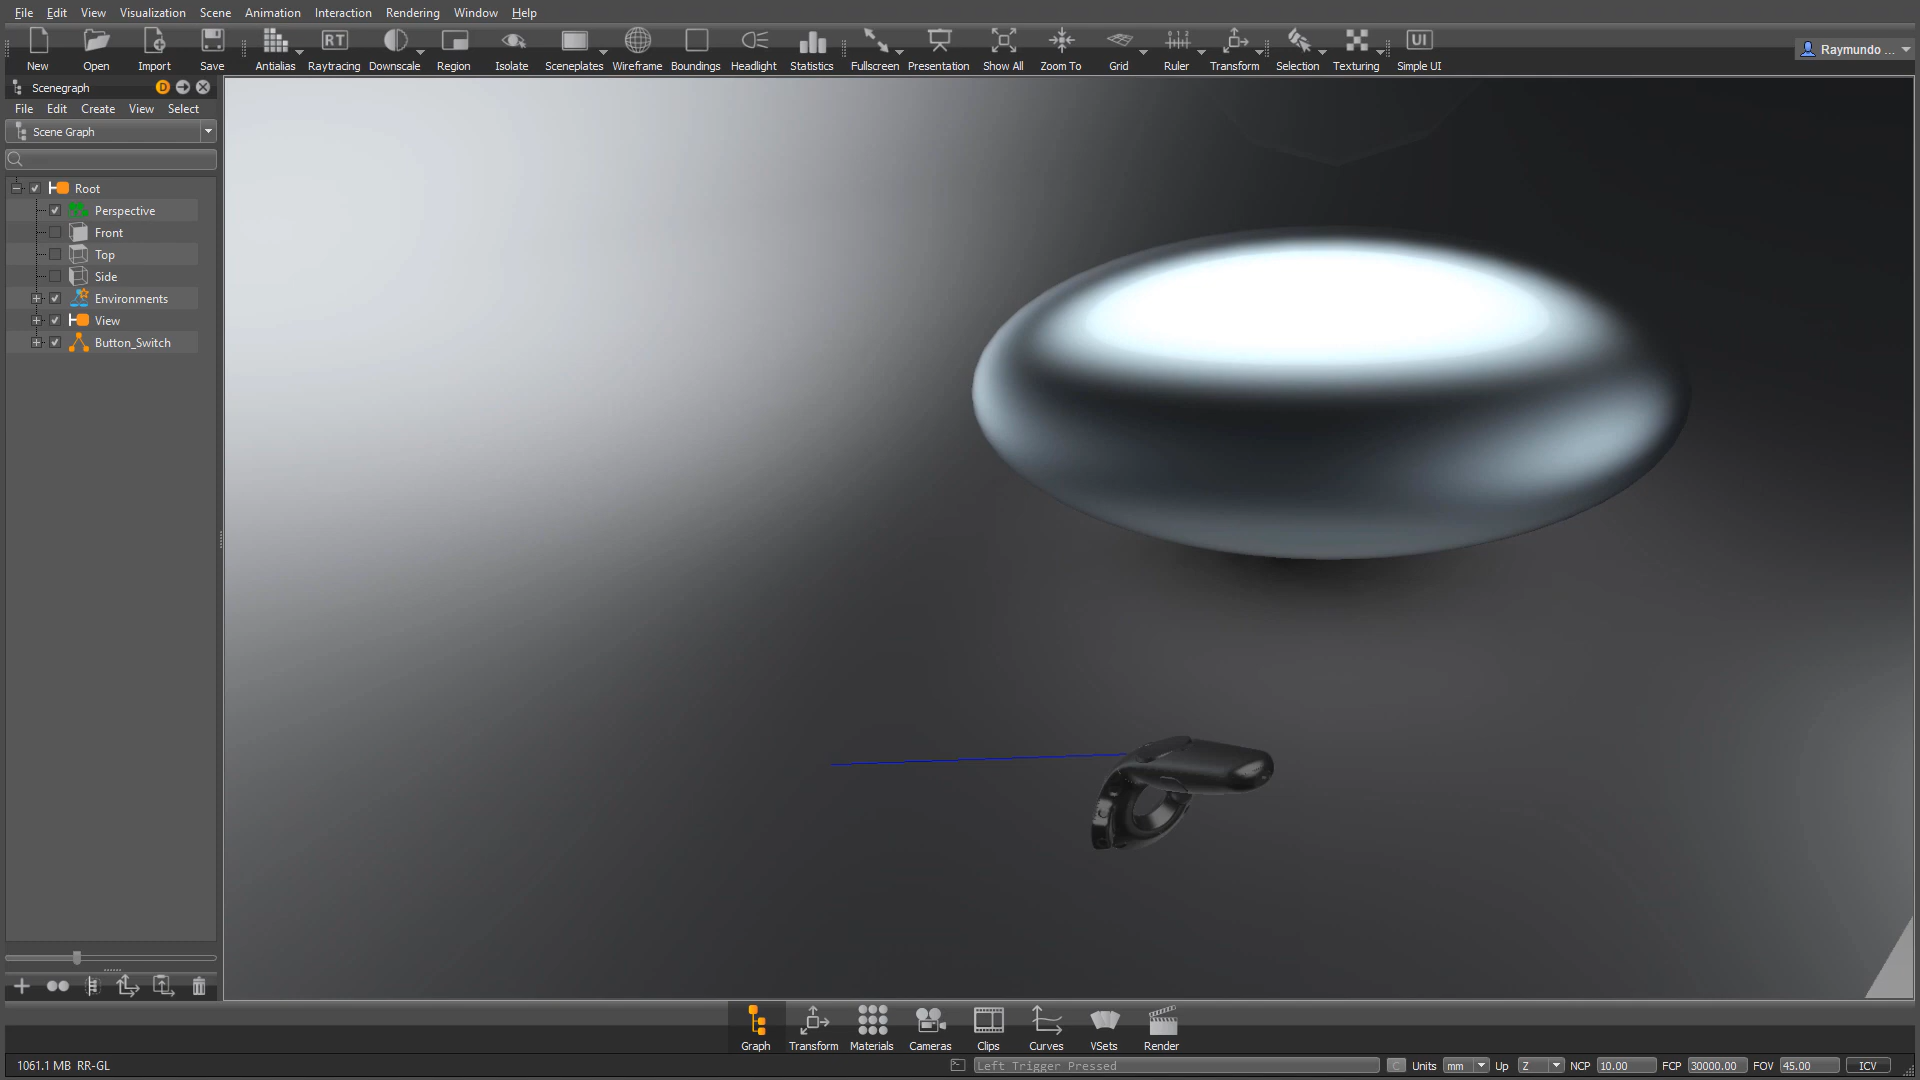 File Edit View Visualization Scene Animation Interaction Rendering Window Help
RT UI
New Open Import Save Antialias Raytracing Downscale Region Isolate Sceneplates Wireframe Boundings Headlight Statistics Fullscreen Presentation Show All Zoom To Grid Ruler Transform Selection Texturing Simple UI
Raymundo ...
Scenegraph D
File Edit Create View Select
Scene Graph
Root
Perspective
Front
Top
Side
Environments
View
Button_Switch
Graph Transform Materials Cameras Clips Curves VSets Render
1061.1 MB RR-GL Left Trigger Pressed C Units mm Up Z NCP 10.00 FCP 30000.00 FOV 45.00 ICV